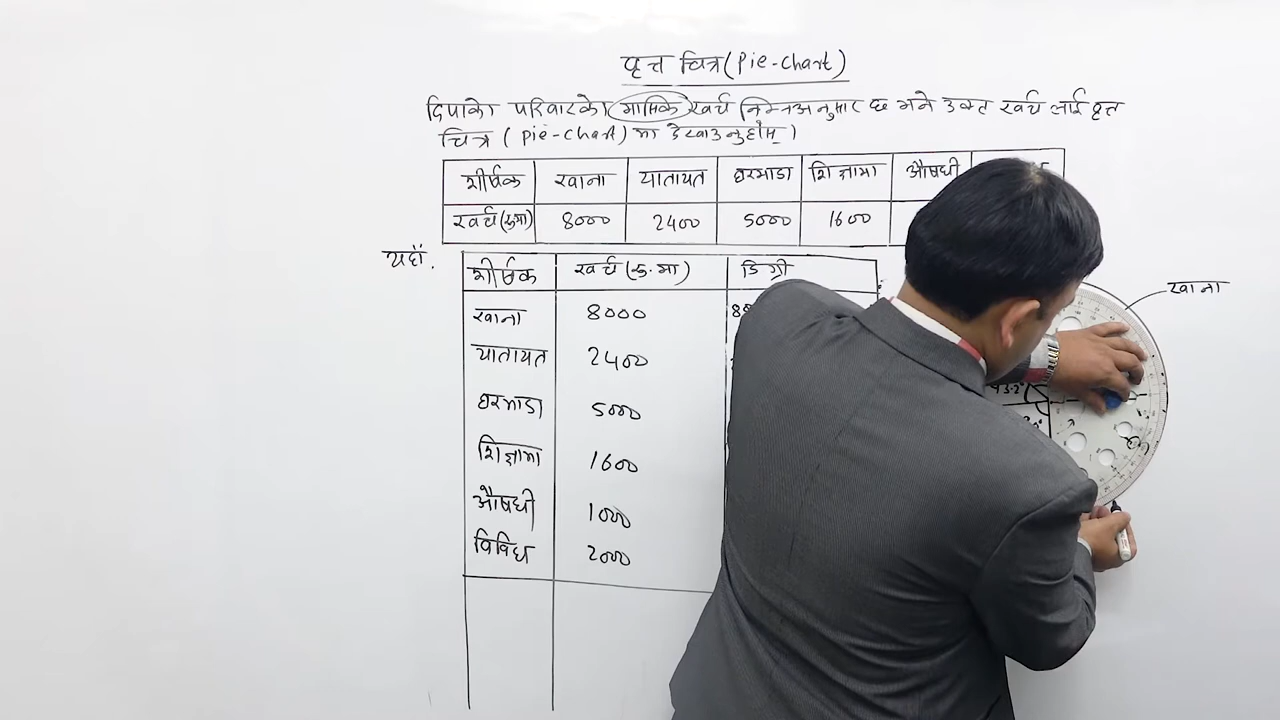 वृत्त चित्र (Pie-Chart)
दिपाको परिवारको मासिक खर्च निम्नअनुसार छ भने उक्त खर्च लाई वृत्त
चित्र (Pie-chart) मा देखाउनुहोस् ।
शीर्षक खाना यातायत घरभाडा शिक्षामा औषधी
खर्च (रु.मा) 8000 2400 5000 1600
यहाँ,
शीर्षक खर्च (रु.मा) डिग्री
खाना 8000
यातायत 2400
घरभाडा 5000
शिक्षामा 1600
औषधी 1000
विविध 2000
खाना